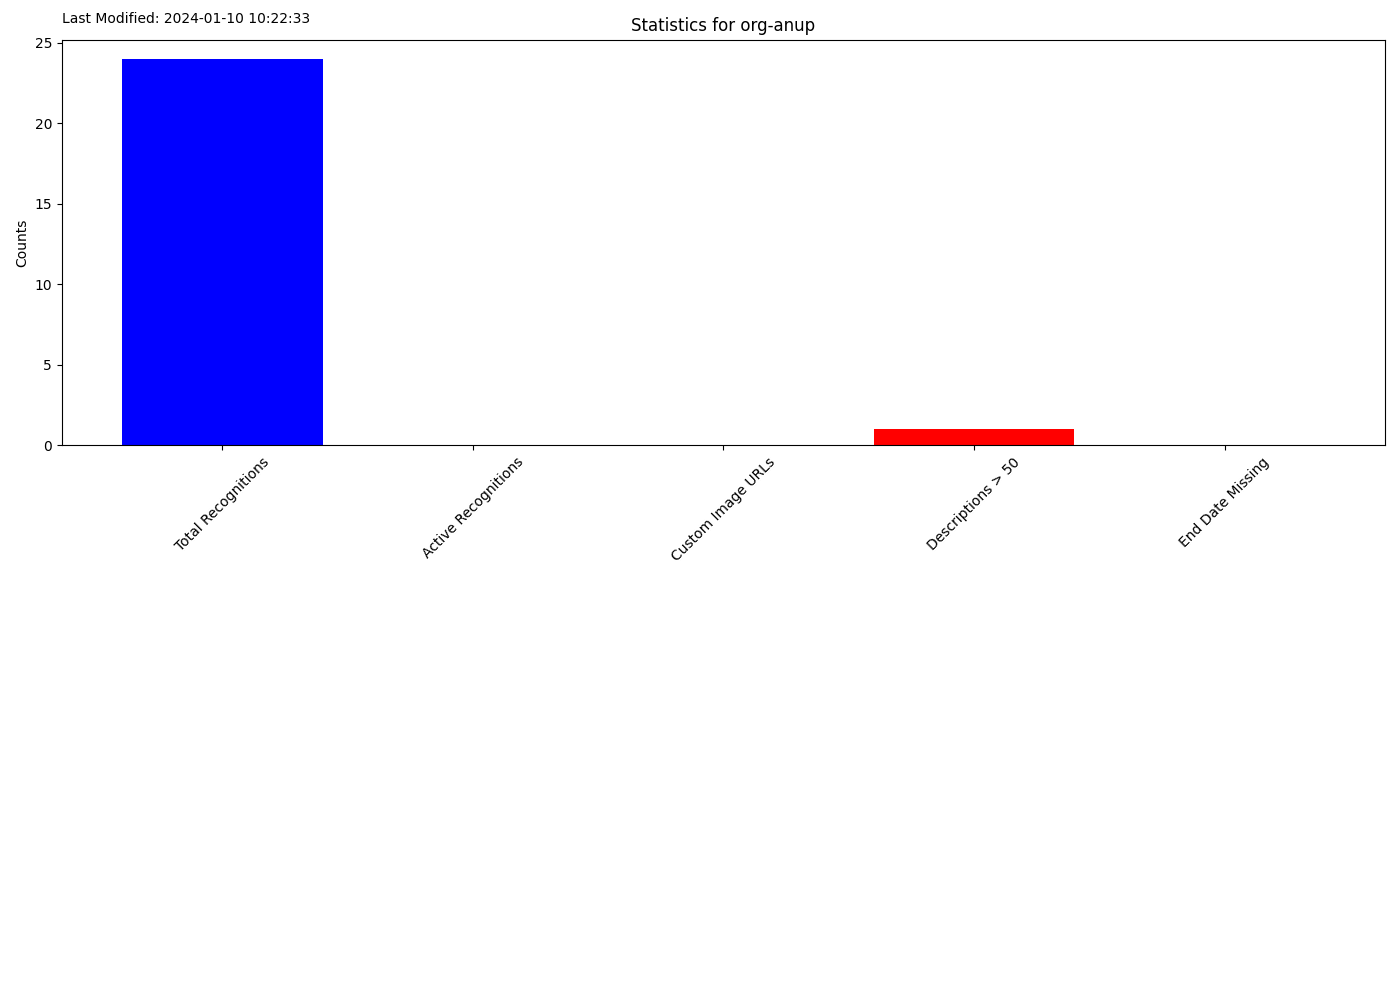 Last Modified: 2024-01-10 10:22:33
Statistics for org-anup
Counts
25
20
15
10
5
0
Total Recognitions
Active Recognitions
Custom Image URLs
Descriptions > 50
End Date Missing